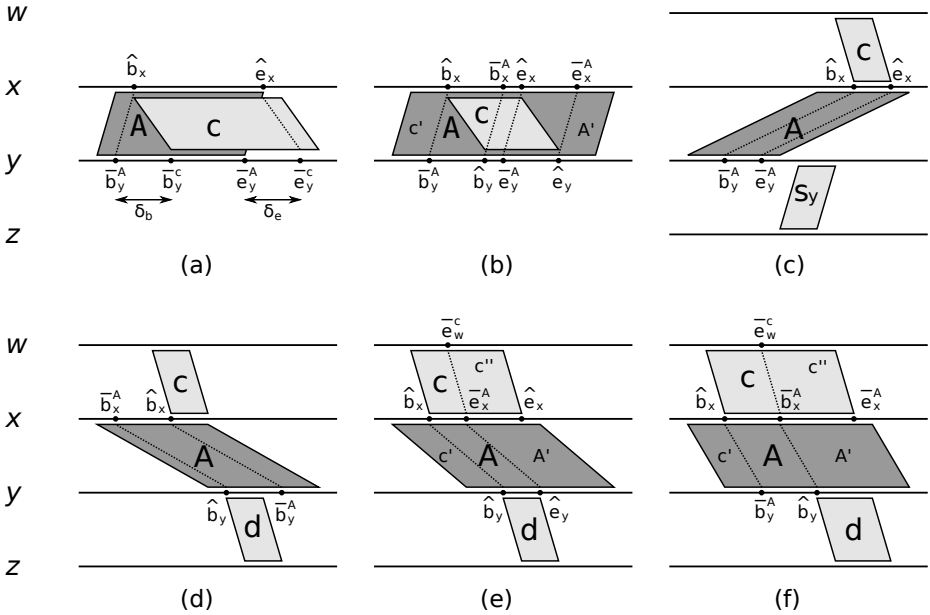 w
b̂x êx
x
A c
y
b̄yA b̄yc ēyA ēyc
δb δe
z
(a)
b̂x b̄xA êx ēxA
c' A c A'
b̄yA b̂y ēyA êy
(b)
c
b̂x êx
A
b̄yA ēyA
sy
(c)
w
c
b̄xA b̂x
x
A
y
b̂y b̄yA
d
z
(d)
ēwc
c c''
b̂x ēxA êx
c' A A'
b̂y êy
d
(e)
ēwc
c c''
b̂x b̄xA ēxA
c' A A'
b̄yA b̂y
d
(f)